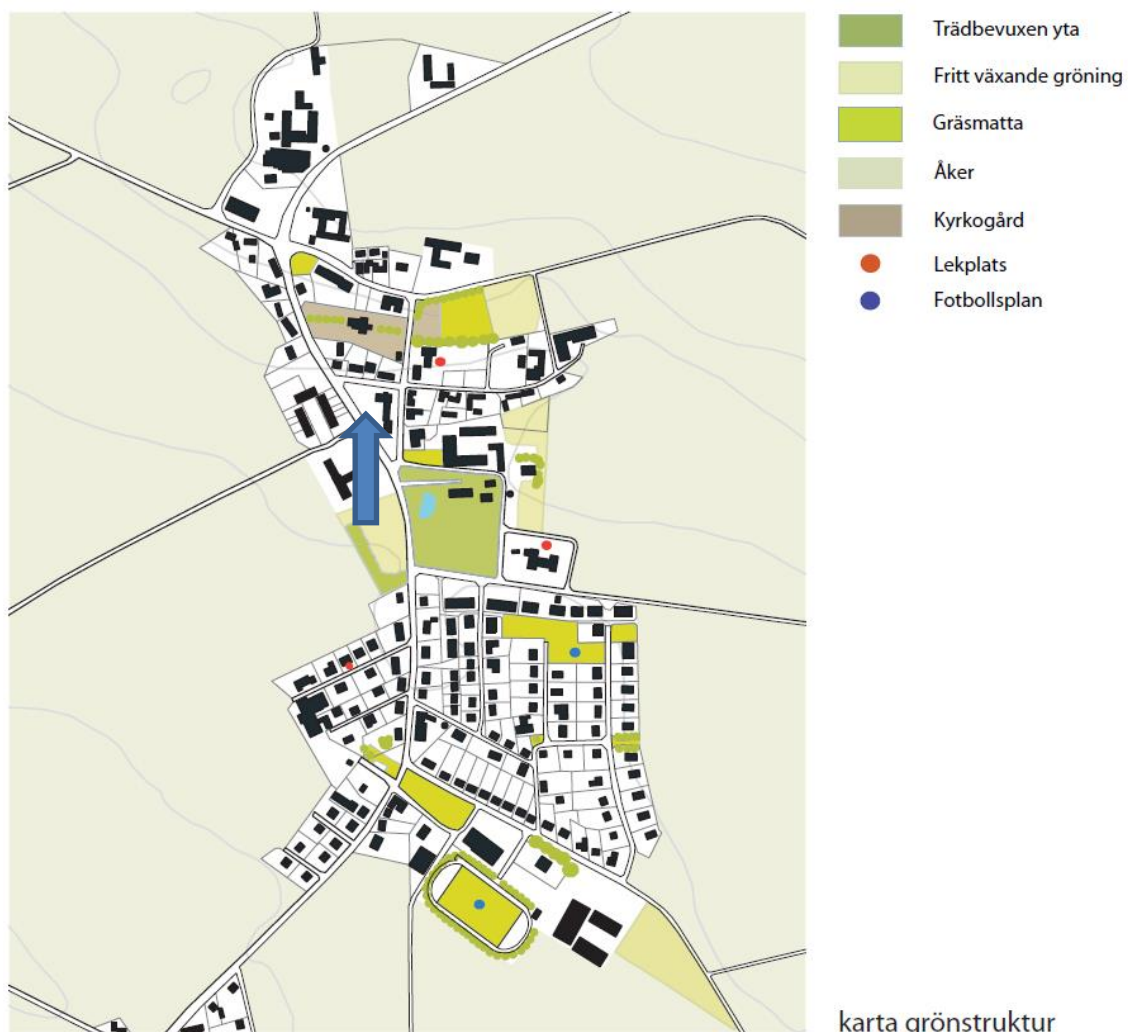 Trädbevuxen yta
Fritt växande gröning
Gräsmatta
Åker
Kyrkogård
Lekplats
Fotbollsplan
karta grönstruktur